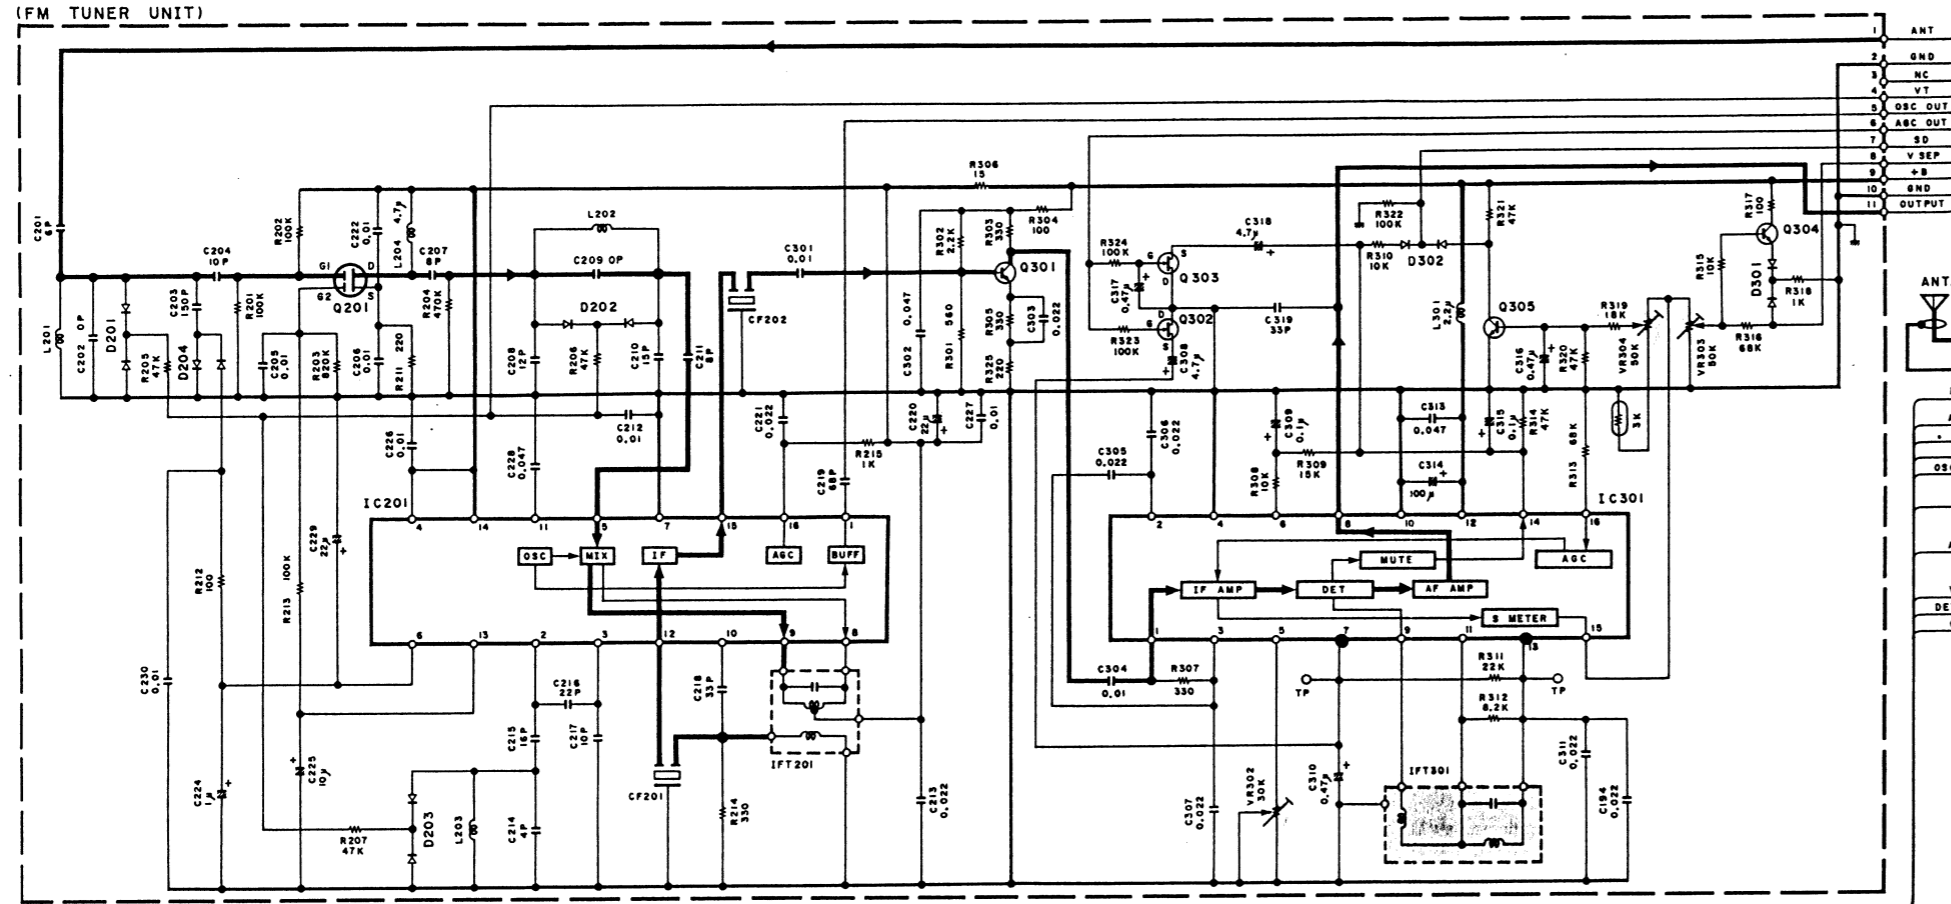 (FM TUNER UNIT)
1 ANT
2 GND
3 NC
4 VT
5 OSC OUT
6 AGC OUT
7 SD
8 V SEP
9 +B
10 GND
11 OUTPUT
R306
15
C201
6P
R202
100K
C222
0.01
L204
4.7μ
L202
C204
10P
C207
8P
C209 0P
C301
0.01
R302
2.2K
R303
330
R304
100
Q301
G1
G2
D
S
Q201
L201
C202 0P
D201
R205
47K
C203
150P
D204
R201
100K
C205
0.01
R203
820K
C206
0.01
R211
220
R204
470K
D202
C208
12P
R206
47K
C210
15P
C211
8P
CF202
C302
0.047
R301
560
R305
330
C303
0.022
R325
220
R324
100K
G
S
Q303
D
C317
0.47μ
D
G
Q302
S
R323
100K
C308
4.7μ
C318
4.7μ
C319
33P
R322
100K
R310
10K
D302
R321
47K
L301
2.2μ
Q305
R319
18K
C316
0.47μ
R320
47K
VR304
50K
VR303
50K
R317
100
Q304
R315
10K
D301
R318
1K
R316
68K
ANT
C226
0.01
C228
0.047
C212
0.01
C221
0.022
R215
1K
C220
22μ
C227
0.01
C219
68P
C306
0.022
C305
0.022
C309
0.1μ
R308
10K
R309
15K
C313
0.047
C314
100μ
C315
0.1μ
R314
47K
R313
68K
3K
IC201
4 14 11 5 7 15 16 1
OSC MIX IF AGC BUFF
6 13 2 3 12 10 9 8
IC301
2 4 6 8 10 12 14 16
MUTE AGC
IF AMP DET AF AMP
S METER
1 3 5 7 9 11 13 15
C229
22μ
R212
100
R213 100K
C230
0.01
C224
1μ
C225
10μ
R207
47K
D203
L203
C215
16P
C214
4P
C216
22P
C217
10P
C218
33P
CF201
R214
330
IFT201
C213
0.022
C304
0.01
R307
330
TP
R311
22K
TP
R312
8.2K
C307
0.022
VR302
30K
C310
0.47μ
IFT301
C311
0.022
C194
0.022